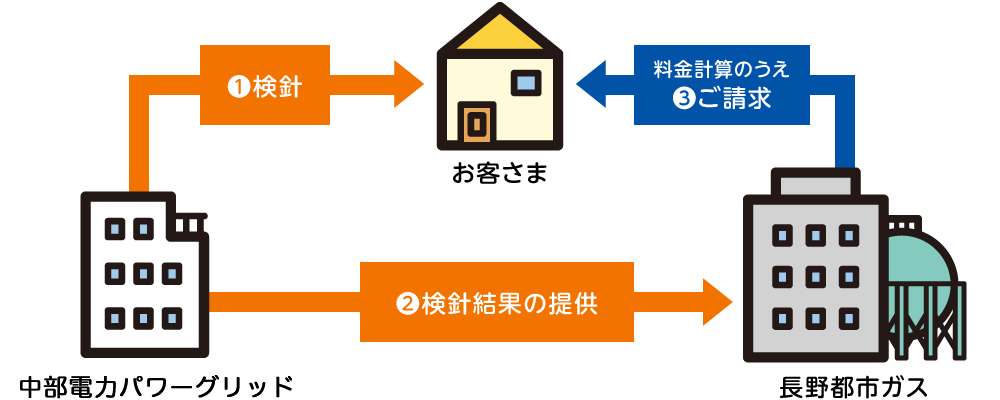 ❶検針
料金計算のうえ
❸ご請求
お客さま
❷検針結果の提供
中部電力パワーグリッド
長野都市ガス